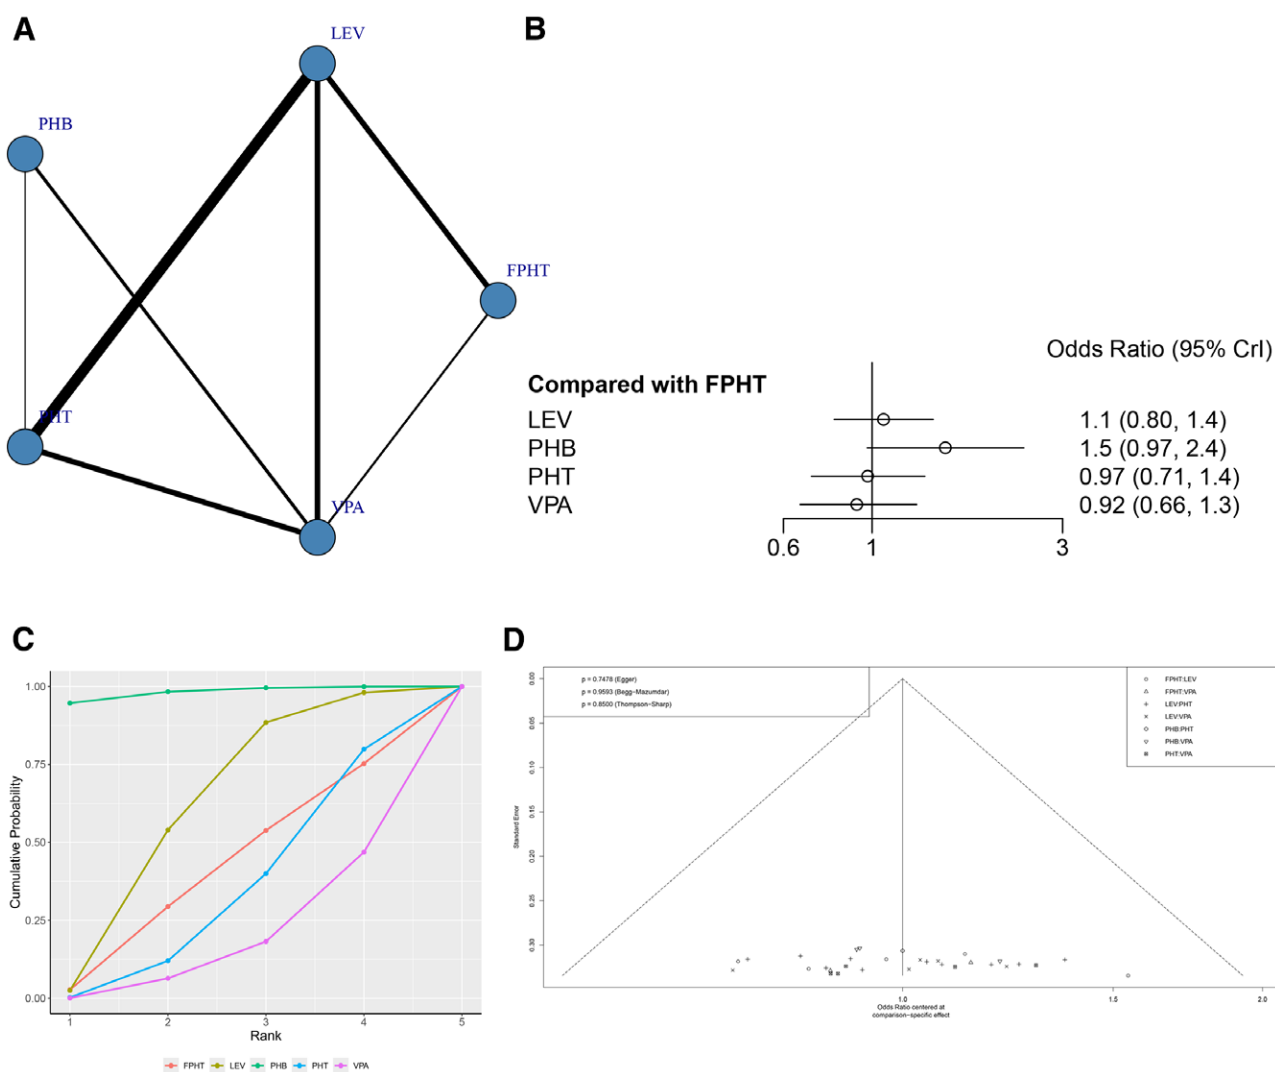 A
LEV
PHB
FPHT
PHT
VPA
B
Odds Ratio (95% CrI)
Compared with FPHT
LEV 1.1 (0.80, 1.4)
PHB 1.5 (0.97, 2.4)
PHT 0.97 (0.71, 1.4)
VPA 0.92 (0.66, 1.3)
0.6 1 3
C
Cumulative Probability
1.00
0.75
0.50
0.25
0.00
1 2 3 4 5
Rank
FPHT LEV PHB PHT VPA
D
p = 0.7478 (Egger)
p = 0.9593 (Begg−Mazumdar)
p = 0.8500 (Thompson−Sharp)
FPHT:LEV
FPHT:VPA
LEV:PHT
LEV:VPA
PHB:PHT
PHB:VPA
PHT:VPA
Standard Error
0.00
0.05
0.10
0.15
0.20
0.25
0.30
1.0 1.5 2.0
Odds Ratio centered at
comparison−specific effect